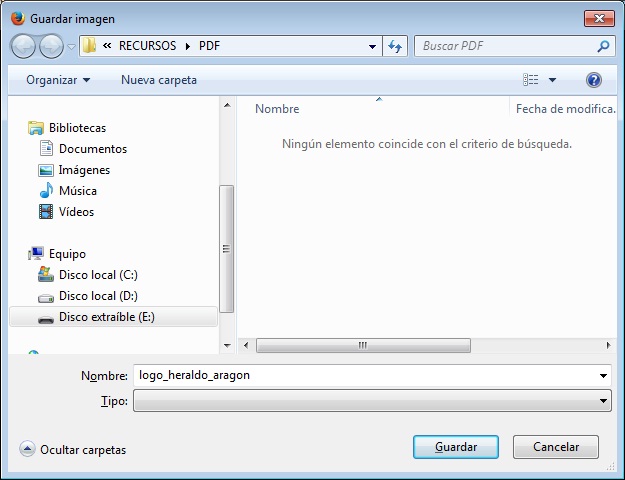 Guardar imagen
« RECURSOS PDF
Buscar PDF
Organizar
Nueva carpeta
Nombre
Fecha de modifica.
Ningún elemento coincide con el criterio de búsqueda.
Bibliotecas
Documentos
Imágenes
Música
Vídeos
Equipo
Disco local (C:)
Disco local (D:)
Disco extraíble (E:)
Nombre: logo_heraldo_aragon
Tipo:
Ocultar carpetas
Guardar
Cancelar